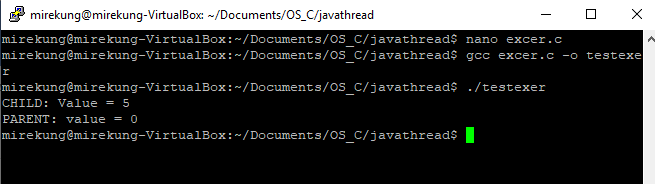 mirekung@mirekung-VirtualBox: ~/Documents/OS_C/javathread
mirekung@mirekung-VirtualBox:~/Documents/OS_C/javathread$ nano excer.c
mirekung@mirekung-VirtualBox:~/Documents/OS_C/javathread$ gcc excer.c -o testexe
r
mirekung@mirekung-VirtualBox:~/Documents/OS_C/javathread$ ./testexer
CHILD: Value = 5
PARENT: value = 0
mirekung@mirekung-VirtualBox:~/Documents/OS_C/javathread$